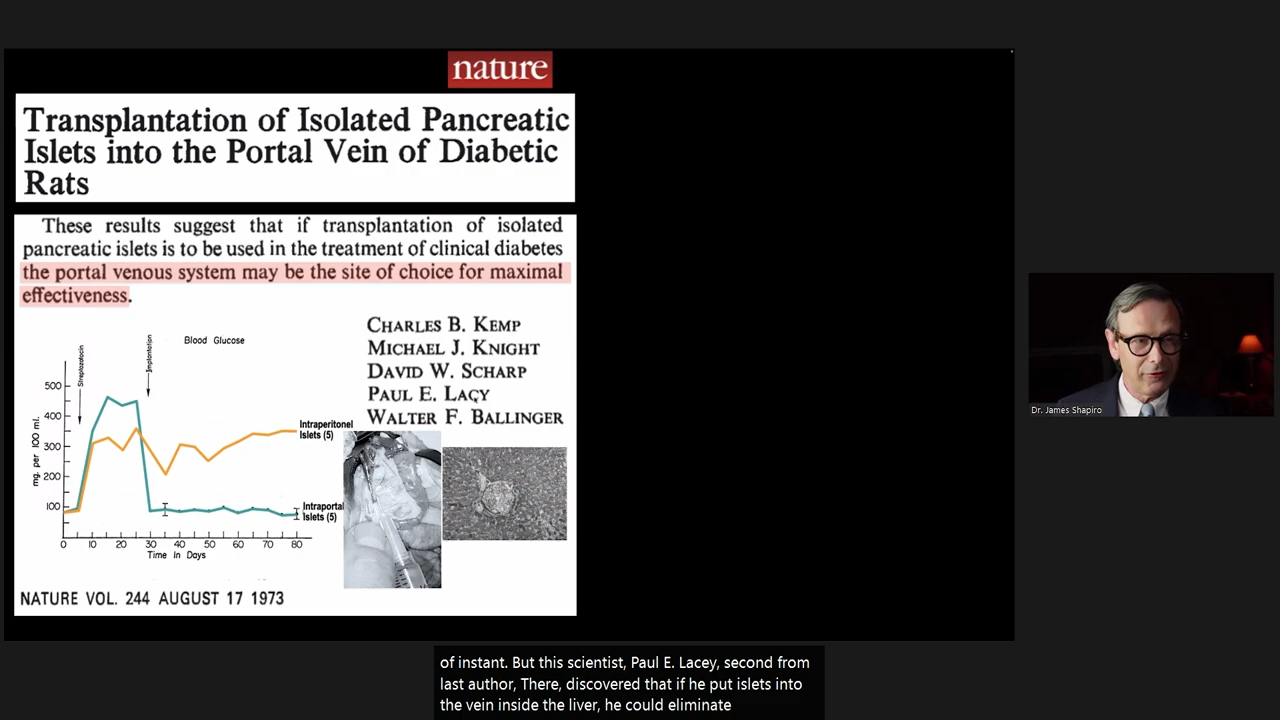 nature
Transplantation of Isolated Pancreatic
Islets into the Portal Vein of Diabetic
Rats
These results suggest that if transplantation of isolated
pancreatic islets is to be used in the treatment of clinical diabetes
the portal venous system may be the site of choice for maximal
effectiveness.
CHARLES B. KEMP
MICHAEL J. KNIGHT
DAVID W. SCHARP
PAUL E. LACY
WALTER F. BALLINGER
Blood Glucose
Streptozotocin
Implantation
mg. per 100 ml.
500
400
300
200
100
Intraperitonel
Islets (5)
Intraportal
Islets (5)
0 10 20 30 40 50 60 70 80
Time In Days
NATURE VOL. 244 AUGUST 17 1973
Dr. James Shapiro
of instant. But this scientist, Paul E. Lacey, second from
last author, There, discovered that if he put islets into
the vein inside the liver, he could eliminate